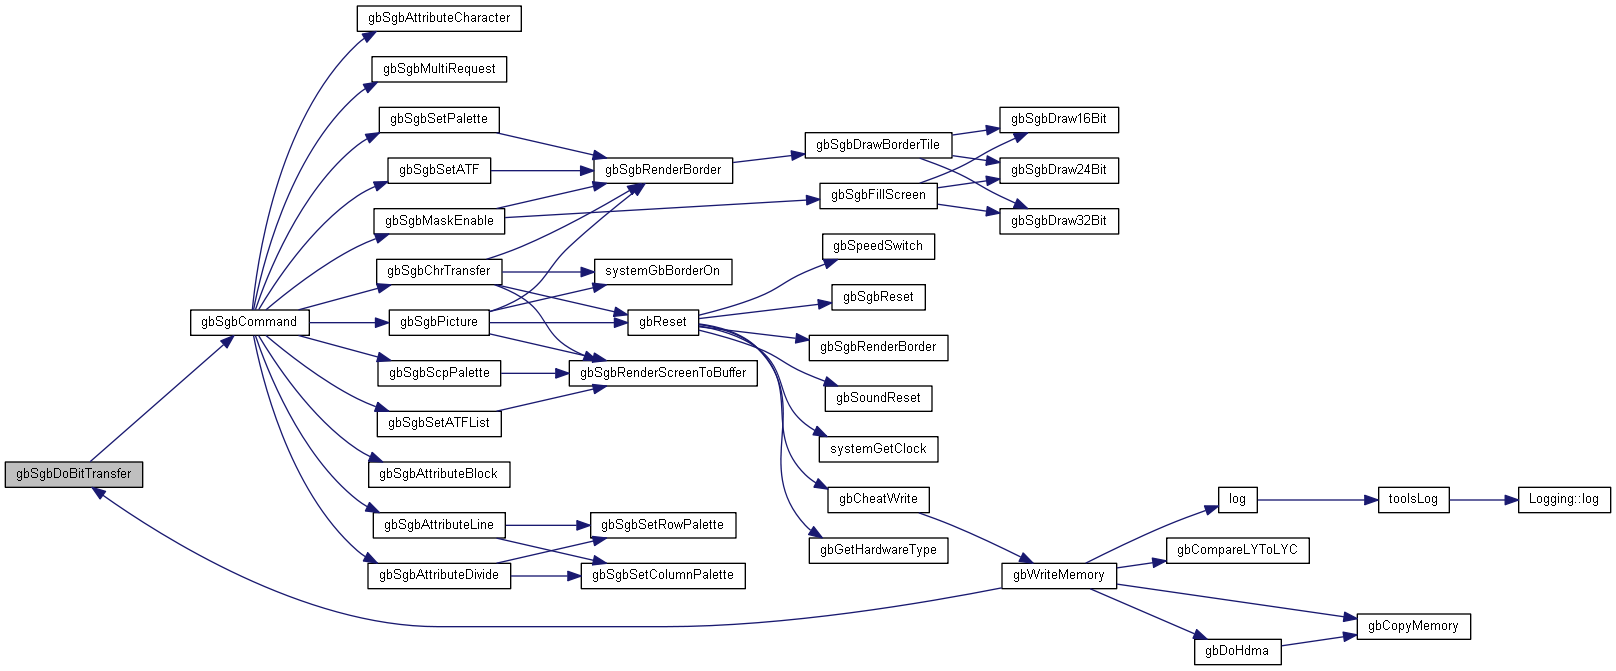 gbSgbAttributeCharacter
gbSgbMultiRequest
gbSgbSetPalette
gbSgbDraw16Bit
gbSgbDrawBorderTile
gbSgbSetATF
gbSgbRenderBorder
gbSgbDraw24Bit
gbSgbFillScreen
gbSgbMaskEnable
gbSgbDraw32Bit
gbSpeedSwitch
gbSgbChrTransfer
systemGbBorderOn
gbSgbReset
gbSgbCommand
gbSgbPicture
gbReset
gbSgbRenderBorder
gbSgbScpPalette
gbSgbRenderScreenToBuffer
gbSoundReset
gbSgbSetATFList
systemGetClock
gbSgbDoBitTransfer
gbSgbAttributeBlock
gbCheatWrite
log
toolsLog
Logging::log
gbSgbAttributeLine
gbSgbSetRowPalette
gbGetHardwareType
gbCompareLYToLYC
gbSgbAttributeDivide
gbSgbSetColumnPalette
gbWriteMemory
gbCopyMemory
gbDoHdma